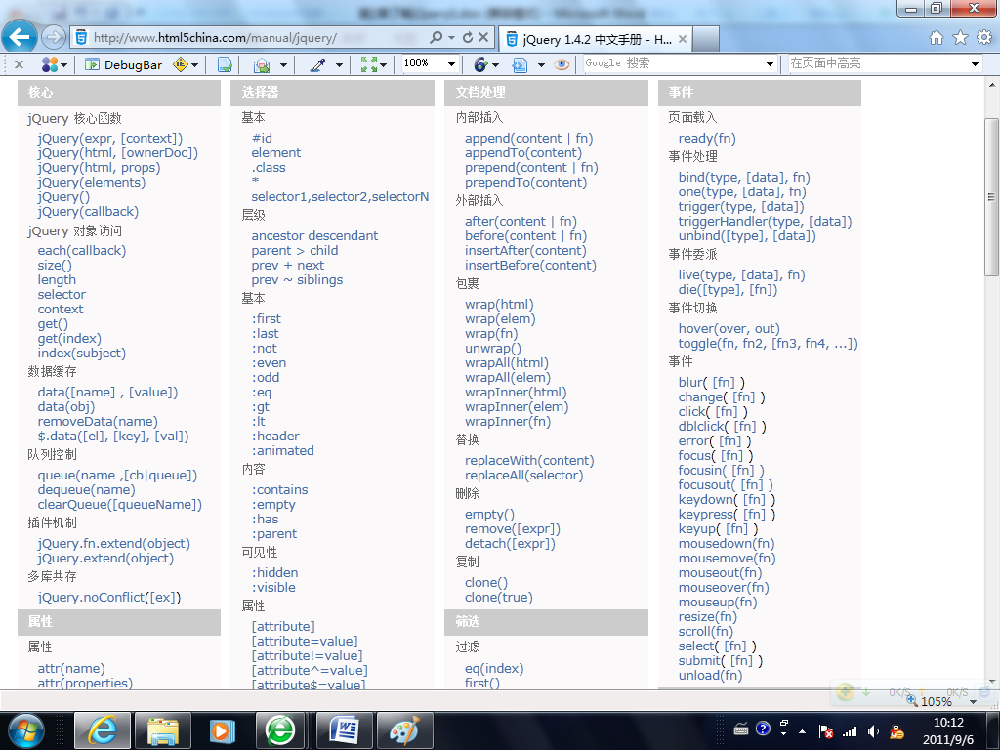 http://www.html5china.com/manual/jquery/
jQuery 1.4.2 中文手册 - H...
DebugBar
100%
Google 搜索
在页面中高亮
核心
jQuery 核心函数
jQuery(expr, [context])
jQuery(html, [ownerDoc])
jQuery(html, props)
jQuery(elements)
jQuery()
jQuery(callback)
jQuery 对象访问
each(callback)
size()
length
selector
context
get()
get(index)
index(subject)
数据缓存
data([name] , [value])
data(obj)
removeData(name)
$.data([el], [key], [val])
队列控制
queue(name ,[cb|queue])
dequeue(name)
clearQueue([queueName])
插件机制
jQuery.fn.extend(object)
jQuery.extend(object)
多库共存
jQuery.noConflict([ex])
属性
属性
attr(name)
attr(properties)
选择器
基本
#id
element
.class
*
selector1,selector2,selectorN
层级
ancestor descendant
parent > child
prev + next
prev ~ siblings
基本
:first
:last
:not
:even
:odd
:eq
:gt
:lt
:header
:animated
内容
:contains
:empty
:has
:parent
可见性
:hidden
:visible
属性
[attribute]
[attribute=value]
[attribute!=value]
[attribute^=value]
[attribute$=value]
文档处理
内部插入
append(content | fn)
appendTo(content)
prepend(content | fn)
prependTo(content)
外部插入
after(content | fn)
before(content | fn)
insertAfter(content)
insertBefore(content)
包裹
wrap(html)
wrap(elem)
wrap(fn)
unwrap()
wrapAll(html)
wrapAll(elem)
wrapInner(html)
wrapInner(elem)
wrapInner(fn)
替换
replaceWith(content)
replaceAll(selector)
删除
empty()
remove([expr])
detach([expr])
复制
clone()
clone(true)
筛选
过滤
eq(index)
first()
事件
页面载入
ready(fn)
事件处理
bind(type, [data], fn)
one(type, [data], fn)
trigger(type, [data])
triggerHandler(type, [data])
unbind([type], [data])
事件委派
live(type, [data], fn)
die([type], [fn])
事件切换
hover(over, out)
toggle(fn, fn2, [fn3, fn4, ...])
事件
blur( [fn] )
change( [fn] )
click( [fn] )
dblclick( [fn] )
error( [fn] )
focus( [fn] )
focusin( [fn] )
focusout( [fn] )
keydown( [fn] )
keypress( [fn] )
keyup( [fn] )
mousedown(fn)
mousemove(fn)
mouseout(fn)
mouseover(fn)
mouseup(fn)
resize(fn)
scroll(fn)
select( [fn] )
submit( [fn] )
unload(fn)
0K/S 0K/S
105%
10:12
2011/9/6